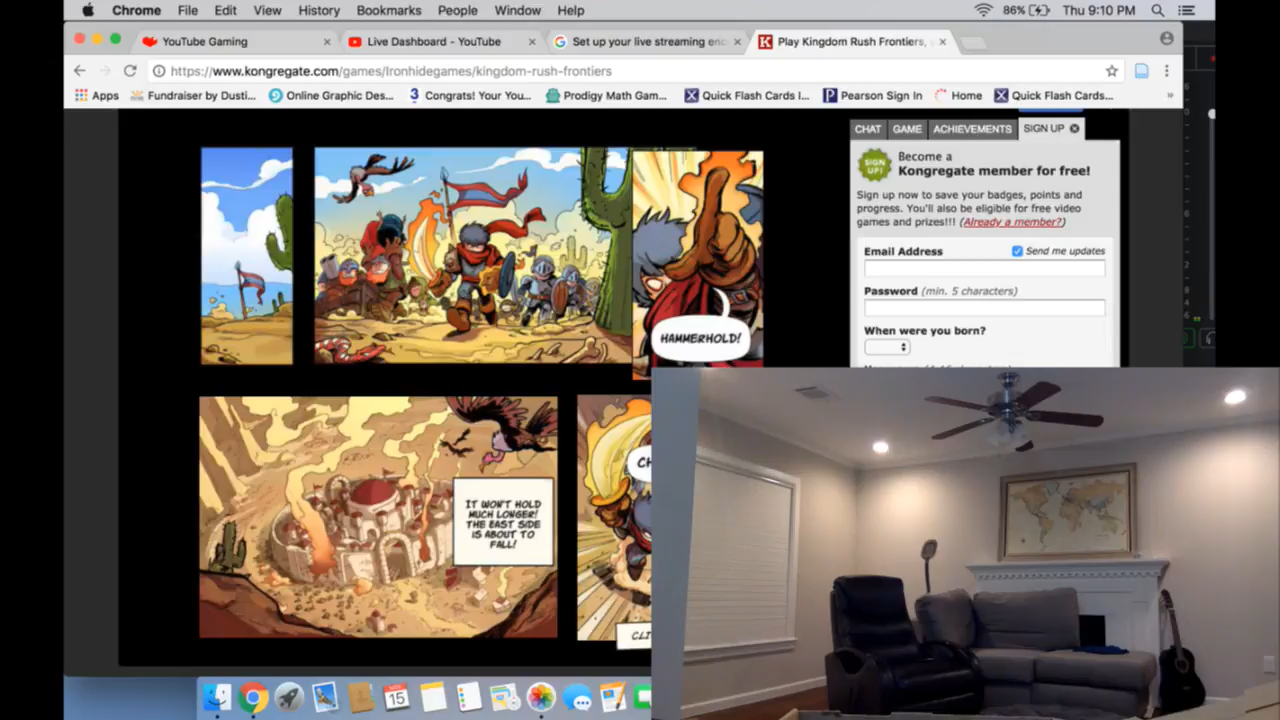 Chrome File Edit View History Bookmarks People Window Help 86% Thu 9:10 PM
YouTube Gaming Live Dashboard - YouTube Set up your live streaming enc Play Kingdom Rush Frontiers,
https://www.kongregate.com/games/Ironhidegames/kingdom-rush-frontiers
Apps Fundraiser by Dusti... Online Graphic Des... Congrats! Your You... Prodigy Math Gam... Quick Flash Cards I... Pearson Sign In Home Quick Flash Cards... »
CHAT GAME ACHIEVEMENTS SIGN UP
SIGN UP!
Become a
Kongregate member for free!
Sign up now to save your badges, points and
progress. You'll also be eligible for free video
games and prizes!!! (Already a member?)
Email Address Send me updates
Password (min. 5 characters)
When were you born?
HAMMERHOLD!
IT WON'T HOLD
MUCH LONGER!
THE EAST SIDE
IS ABOUT TO
FALL!
CH
CLI
15